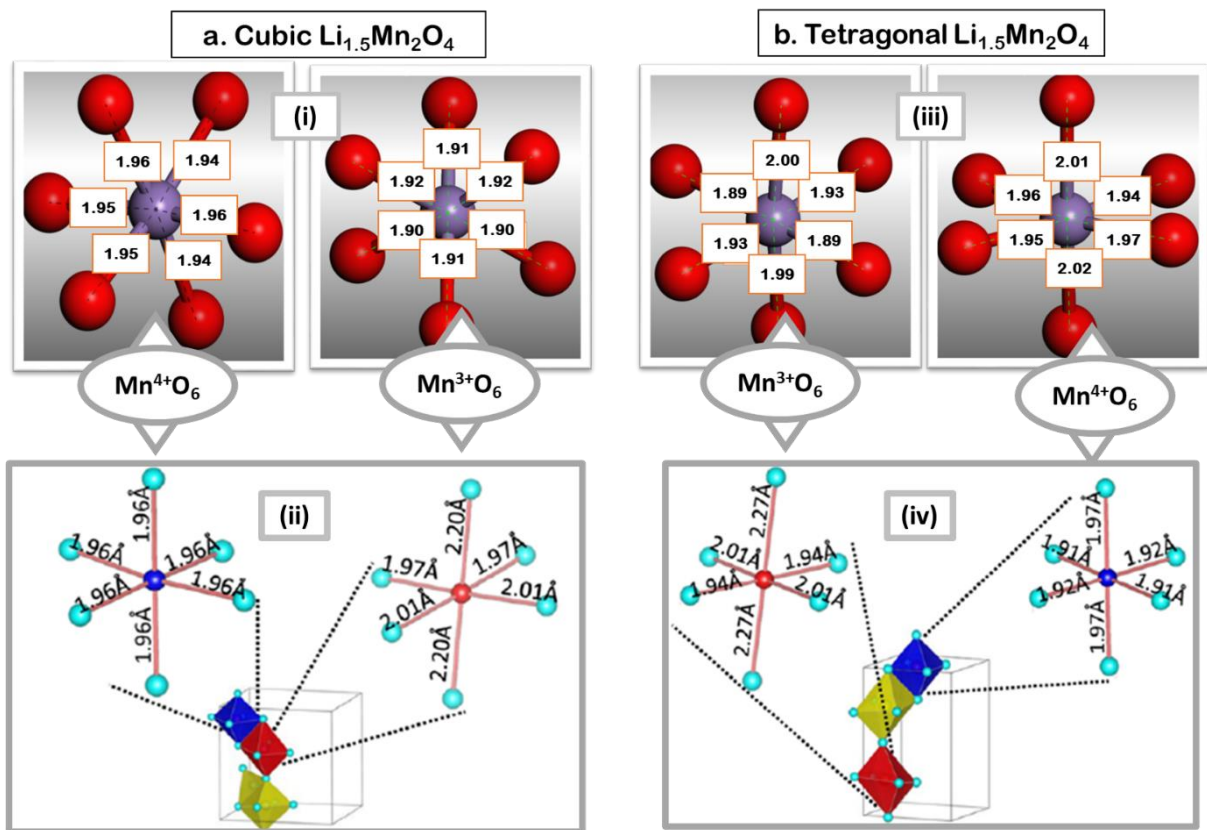 a. Cubic Li1.5Mn2O4
b. Tetragonal Li1.5Mn2O4
(i)
1.96 1.94
1.95 1.96
1.95 1.94
1.91
1.92 1.92
1.90 1.90
1.91
(iii)
2.00
1.89 1.93
1.93 1.89
1.99
2.01
1.96 1.94
1.95 1.97
2.02
Mn4+O6
Mn3+O6
Mn3+O6
Mn4+O6
(ii)
1.96Å
1.96Å 1.96Å
1.96Å 1.96Å
1.96Å
2.20Å
1.97Å 1.97Å
2.01Å 2.01Å
2.20Å
(iv)
2.27Å
2.01Å 1.94Å
1.94Å 2.01Å
2.27Å
1.97Å
1.91Å 1.92Å
1.92Å 1.91Å
1.97Å